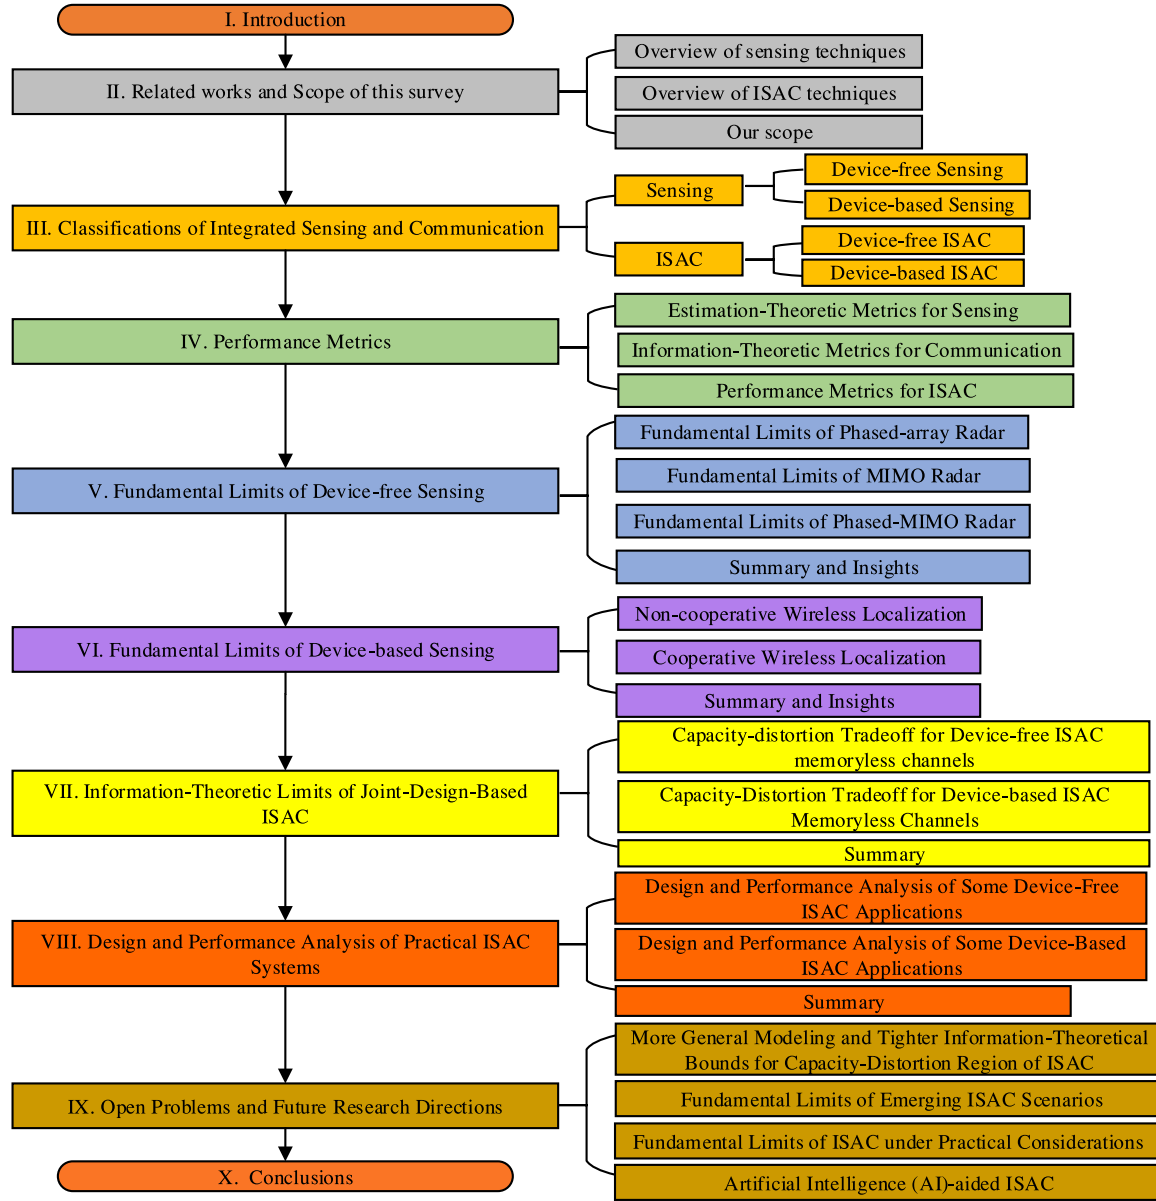 I. Introduction
II. Related works and Scope of this survey
Overview of sensing techniques
Overview of ISAC techniques
Our scope
III. Classifications of Integrated Sensing and Communication
Sensing
Device-free Sensing
Device-based Sensing
ISAC
Device-free ISAC
Device-based ISAC
IV. Performance Metrics
Estimation-Theoretic Metrics for Sensing
Information-Theoretic Metrics for Communication
Performance Metrics for ISAC
V. Fundamental Limits of Device-free Sensing
Fundamental Limits of Phased-array Radar
Fundamental Limits of MIMO Radar
Fundamental Limits of Phased-MIMO Radar
Summary and Insights
VI. Fundamental Limits of Device-based Sensing
Non-cooperative Wireless Localization
Cooperative Wireless Localization
Summary and Insights
VII. Information-Theoretic Limits of Joint-Design-Based
ISAC
Capacity-distortion Tradeoff for Device-free ISAC
memoryless channels
Capacity-Distortion Tradeoff for Device-based ISAC
Memoryless Channels
Summary
VIII. Design and Performance Analysis of Practical ISAC
Systems
Design and Performance Analysis of Some Device-Free
ISAC Applications
Design and Performance Analysis of Some Device-Based
ISAC Applications
Summary
IX. Open Problems and Future Research Directions
More General Modeling and Tighter Information-Theoretical
Bounds for Capacity-Distortion Region of ISAC
Fundamental Limits of Emerging ISAC Scenarios
Fundamental Limits of ISAC under Practical Considerations
Artificial Intelligence (AI)-aided ISAC
X. Conclusions